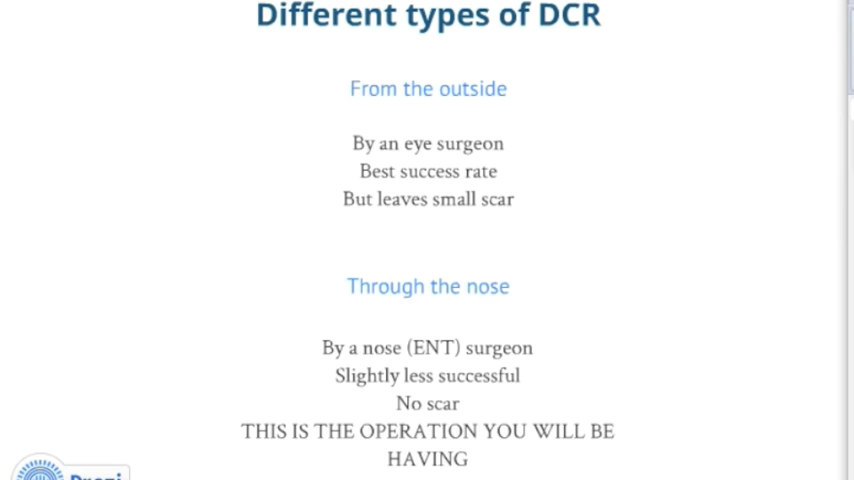 Different types of DCR
From the outside
By an eye surgeon
Best success rate
But leaves small scar
Through the nose
By a nose (ENT) surgeon
Slightly less successful
No scar
THIS IS THE OPERATION YOU WILL BE
HAVING
Prezi